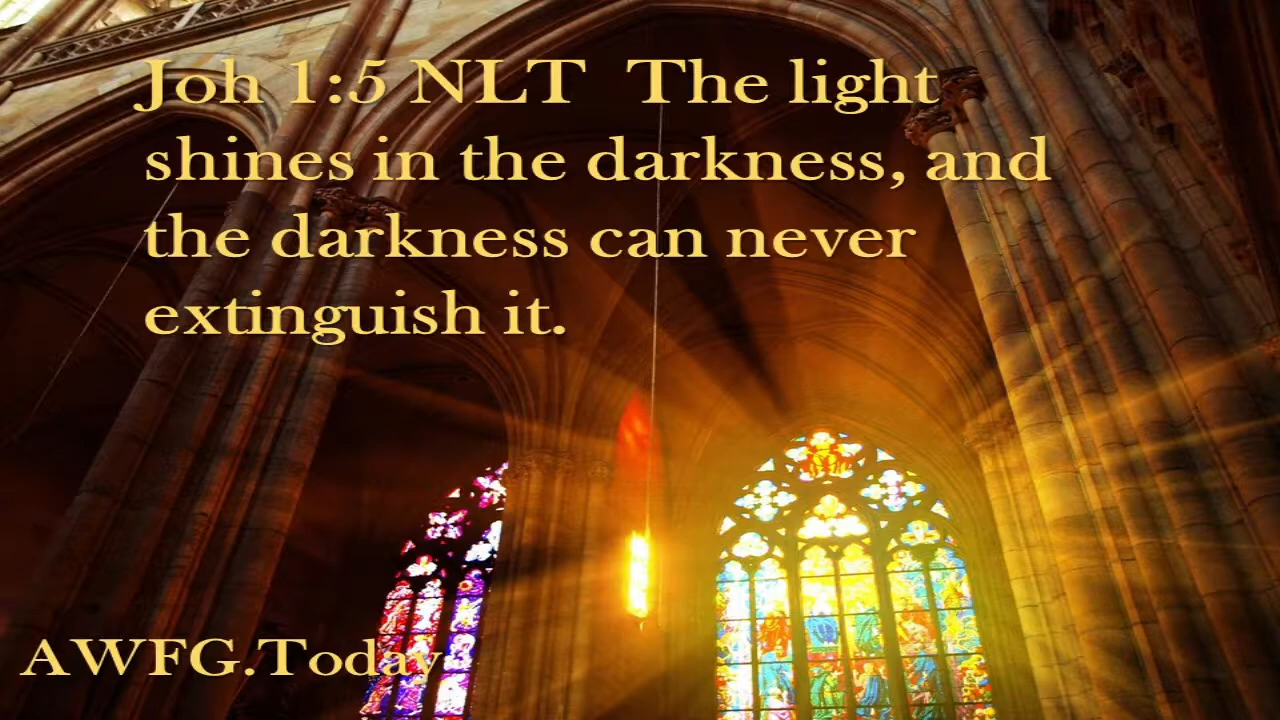 Joh 1:5 NLT  The light
shines in the darkness, and
the darkness can never
extinguish it.
AWFG.Today